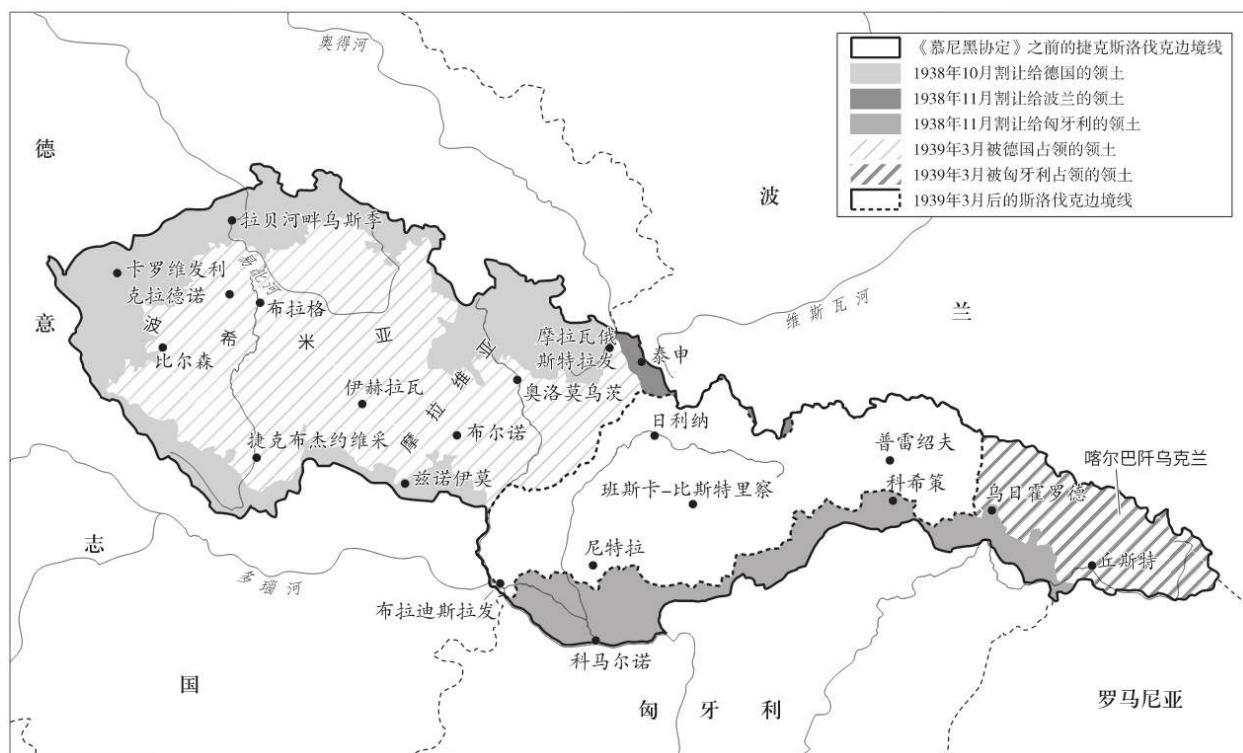 奥得河
《慕尼黑协定》之前的捷克斯洛伐克边境线
1938年10月割让给德国的领土
1938年11月割让给波兰的领土
1938年11月割让给匈牙利的领土
1939年3月被德国占领的领土
1939年3月被匈牙利占领的领土
1939年3月后的斯洛伐克边境线
德
意
志
国
波
兰
拉贝河畔乌斯季
卡罗维发利
克拉德诺
易北河
布拉格
波希米亚
比尔森
维斯瓦河
摩拉瓦俄
斯特拉发
泰申
奥洛莫乌茨
伊赫拉瓦
摩拉维亚
布尔诺
日利纳
捷克布杰约维采
兹诺伊莫
普雷绍夫
科希策
喀尔巴阡乌克兰
乌日霍罗德
班斯卡-比斯特里察
尼特拉
丘斯特
多瑙河
布拉迪斯拉发
科马尔诺
匈牙利
罗马尼亚